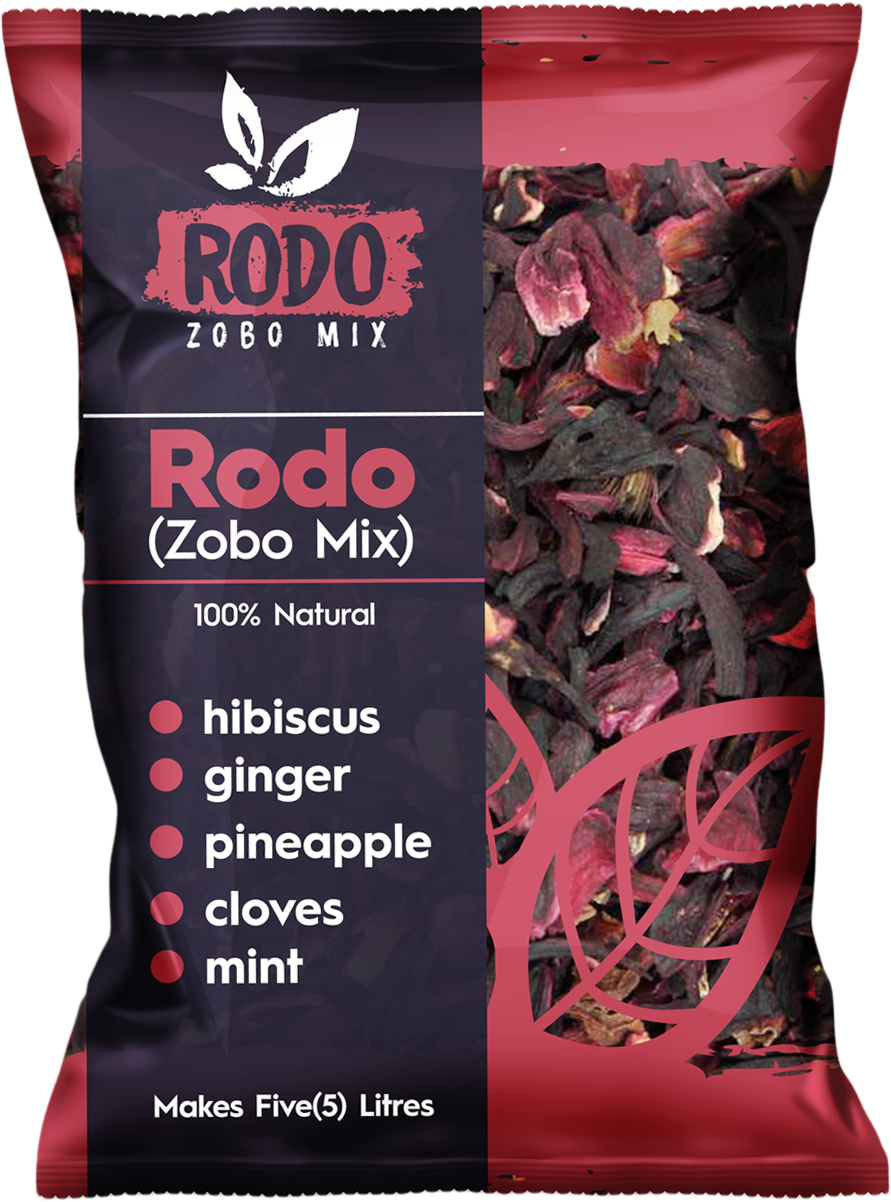 RODO
ZOBO MIX
Rodo
(Zobo Mix)
100% Natural
hibiscus
ginger
pineapple
cloves
mint
Makes Five(5) Litres